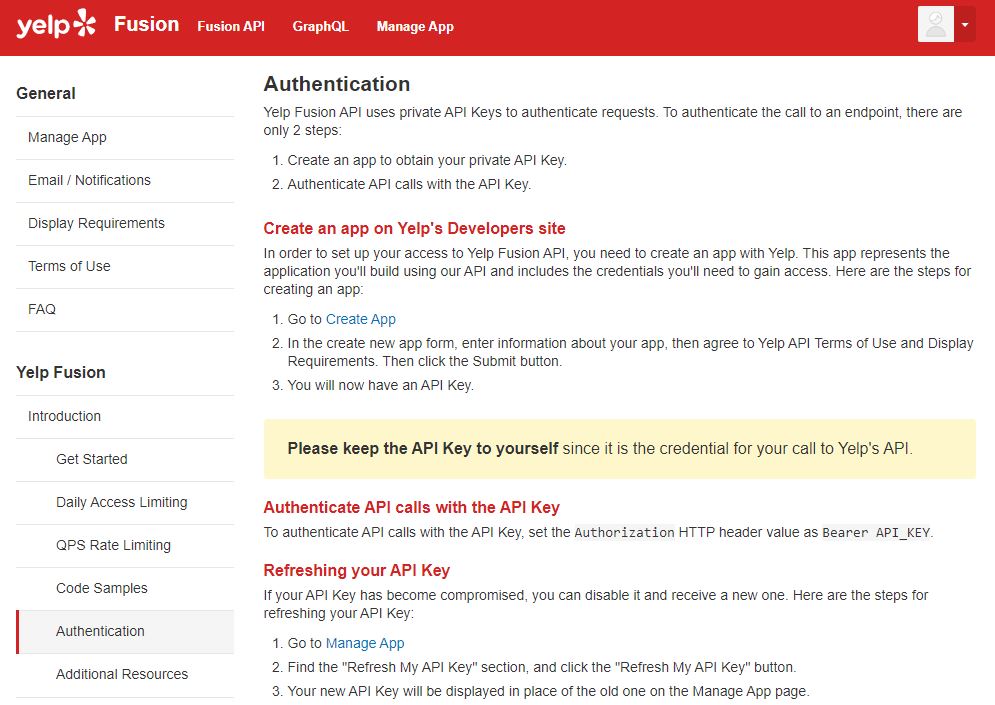 yelp Fusion Fusion API GraphQL Manage App
General
Manage App
Email / Notifications
Display Requirements
Terms of Use
FAQ
Yelp Fusion
Introduction
Get Started
Daily Access Limiting
QPS Rate Limiting
Code Samples
Authentication
Additional Resources
Authentication
Yelp Fusion API uses private API Keys to authenticate requests. To authenticate the call to an endpoint, there are
only 2 steps:
1. Create an app to obtain your private API Key.
2. Authenticate API calls with the API Key.
Create an app on Yelp's Developers site
In order to set up your access to Yelp Fusion API, you need to create an app with Yelp. This app represents the
application you'll build using our API and includes the credentials you'll need to gain access. Here are the steps for
creating an app:
1. Go to Create App
2. In the create new app form, enter information about your app, then agree to Yelp API Terms of Use and Display
Requirements. Then click the Submit button.
3. You will now have an API Key.
Please keep the API Key to yourself since it is the credential for your call to Yelp's API.
Authenticate API calls with the API Key
To authenticate API calls with the API Key, set the Authorization HTTP header value as Bearer API_KEY.
Refreshing your API Key
If your API Key has become compromised, you can disable it and receive a new one. Here are the steps for
refreshing your API Key:
1. Go to Manage App
2. Find the "Refresh My API Key" section, and click the "Refresh My API Key" button.
3. Your new API Key will be displayed in place of the old one on the Manage App page.